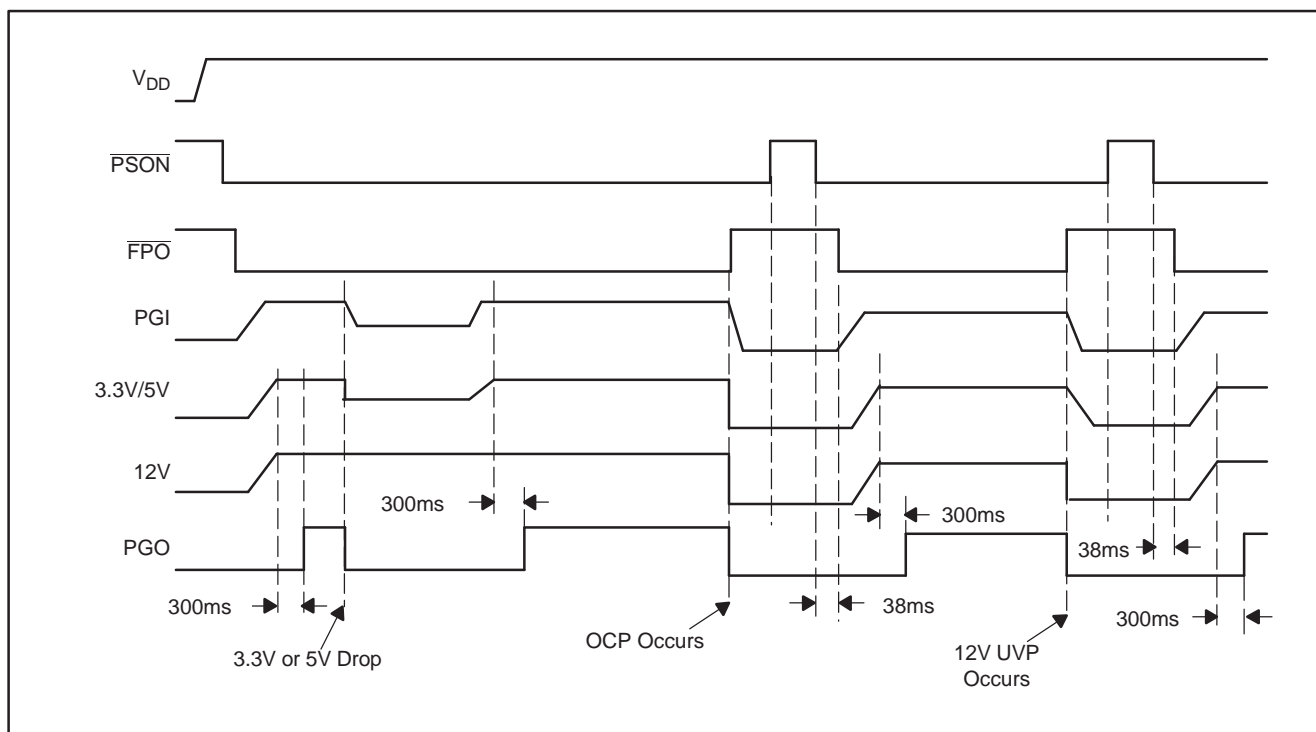 VDD
PSON
FPO
PGI
3.3V/5V
12V
300ms
300ms
PGO
38ms
300ms
38ms
300ms
OCP Occurs
3.3V or 5V Drop
12V UVP
Occurs